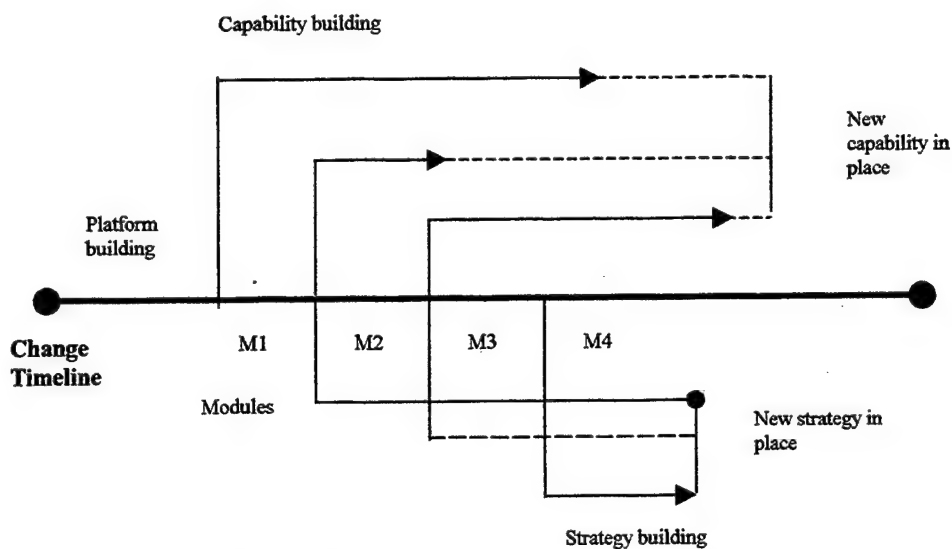 Capability building
New
capability in
place
Platform
building
Change
Timeline
M1
M2
M3
M4
Modules
New strategy in
place
Strategy building